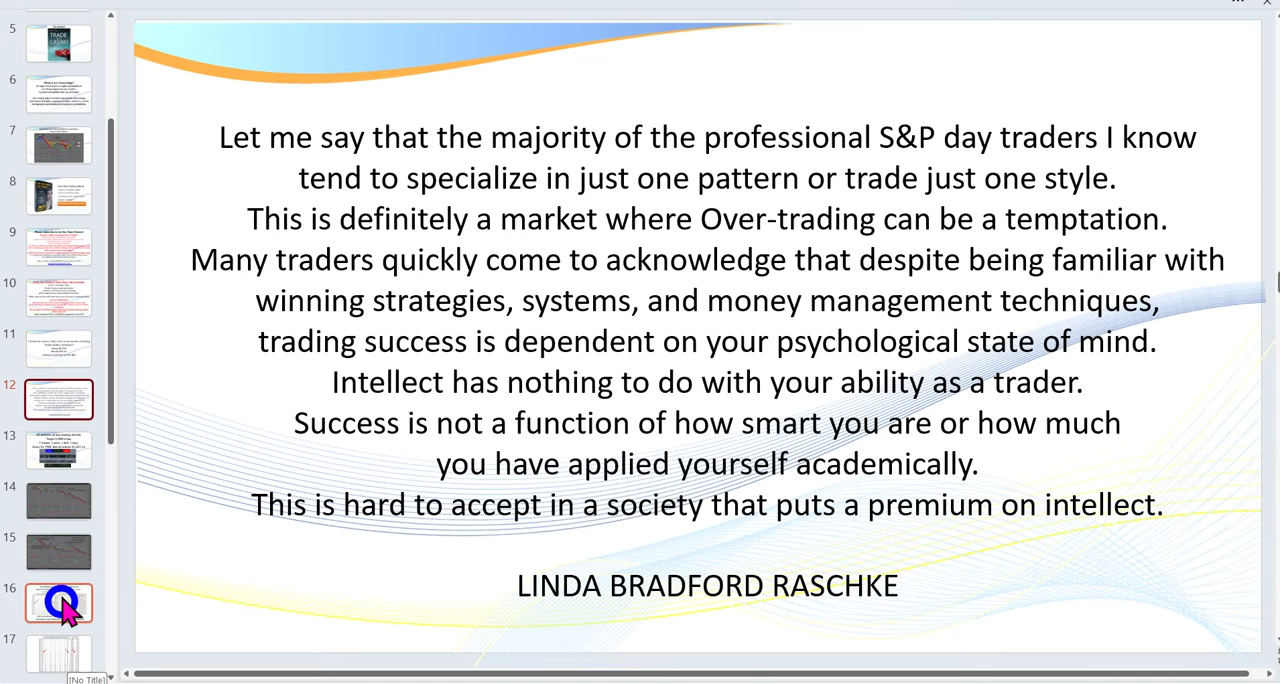 5
TRADE
CASINO
6
7
8
9
10
11
12
13
14
15
16
17
[No Title]
Let me say that the majority of the professional S&P day traders I know
tend to specialize in just one pattern or trade just one style.
This is definitely a market where Over-trading can be a temptation.
Many traders quickly come to acknowledge that despite being familiar with
winning strategies, systems, and money management techniques,
trading success is dependent on your psychological state of mind.
Intellect has nothing to do with your ability as a trader.
Success is not a function of how smart you are or how much
you have applied yourself academically.
This is hard to accept in a society that puts a premium on intellect.
LINDA BRADFORD RASCHKE